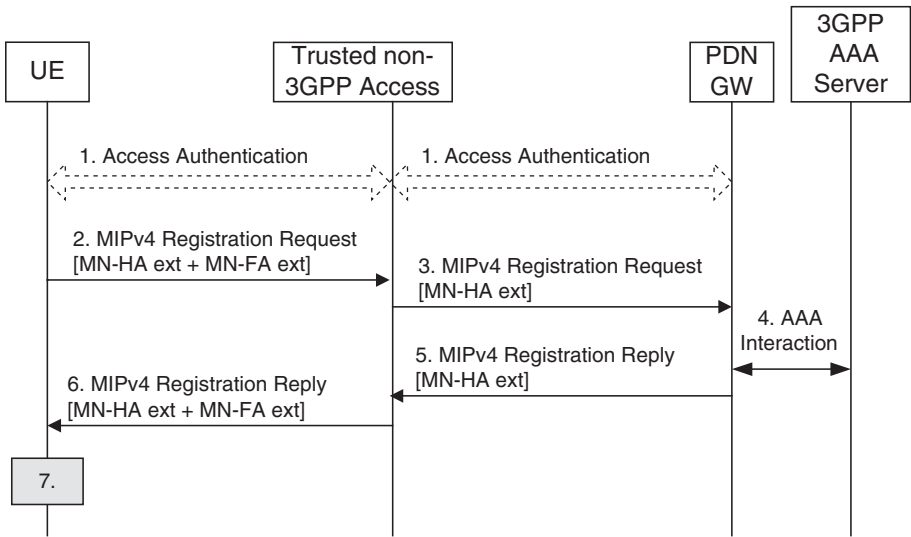 UE
Trusted non-
3GPP Access
PDN
GW
3GPP
AAA
Server
1. Access Authentication
1. Access Authentication
2. MIPv4 Registration Request
[MN-HA ext + MN-FA ext]
3. MIPv4 Registration Request
[MN-HA ext]
4. AAA
Interaction
5. MIPv4 Registration Reply
[MN-HA ext]
6. MIPv4 Registration Reply
[MN-HA ext + MN-FA ext]
7.